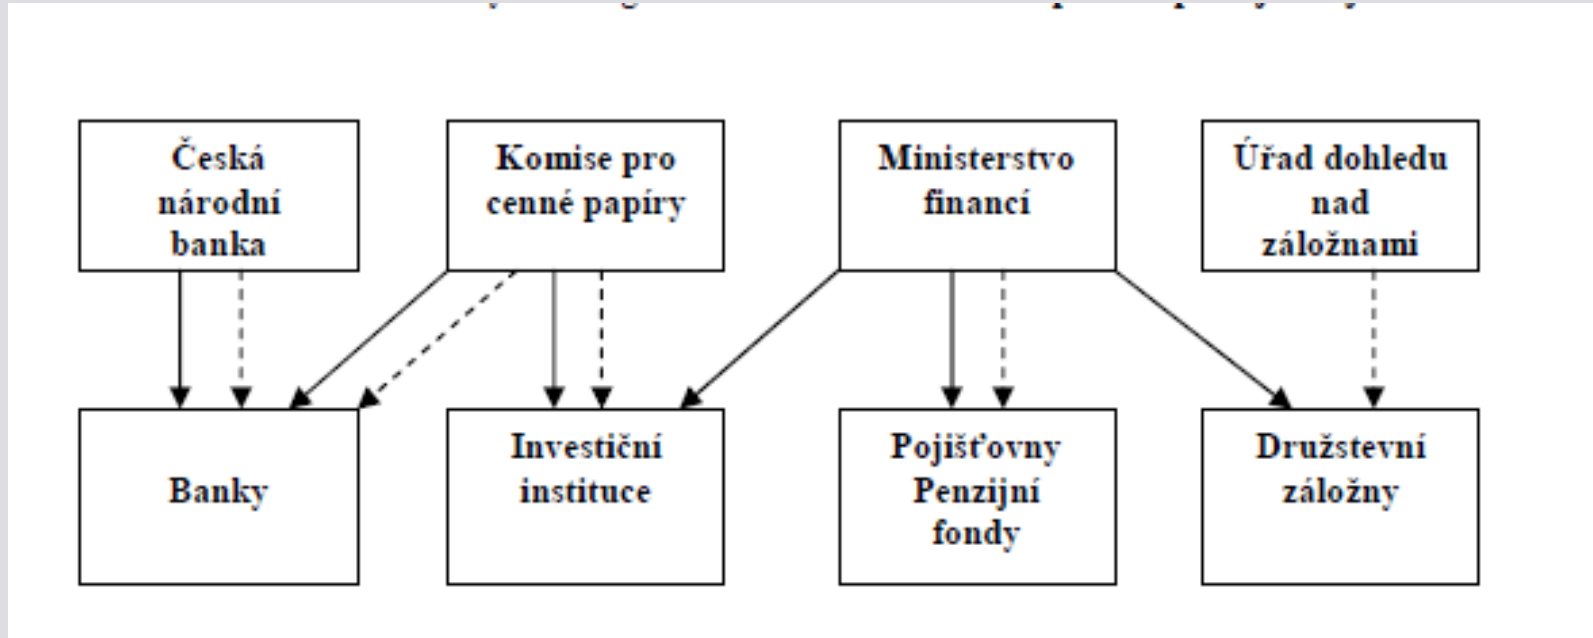 Česká
národní
banka
Komise pro
cenné papíry
Ministerstvo
financí
Úřad dohledu
nad
záložnami
Banky
Investiční
instituce
Pojišťovny
Penzijní
fondy
Družstevní
záložny